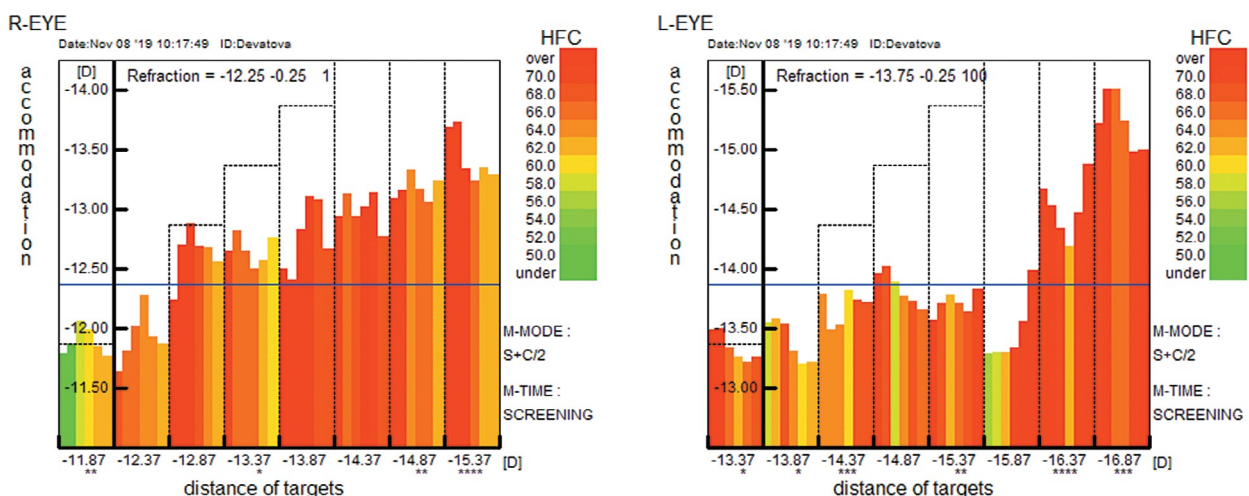 R-EYE
Date:Nov 08 '19 10:17:49 ID:Devatova
HFC
accommodation
[D]
Refraction = -12.25 -0.25 1
-14.00
-13.50
-13.00
-12.50
-12.00
-11.50
over
70.0
68.0
66.0
64.0
62.0
60.0
58.0
56.0
54.0
52.0
50.0
under
M-MODE :
S+C/2
M-TIME :
SCREENING
-11.87 -12.37 -12.87 -13.37 -13.87 -14.37 -14.87 -15.37 [D]
** * ** ****
distance of targets
L-EYE
Date:Nov 08 '19 10:17:49 ID:Devatova
HFC
accommodation
[D]
Refraction = -13.75 -0.25 100
-15.50
-15.00
-14.50
-14.00
-13.50
-13.00
over
70.0
68.0
66.0
64.0
62.0
60.0
58.0
56.0
54.0
52.0
50.0
under
M-MODE :
S+C/2
M-TIME :
SCREENING
-13.37 -13.87 -14.37 -14.87 -15.37 -15.87 -16.37 -16.87 [D]
* * *** ** **** ***
distance of targets